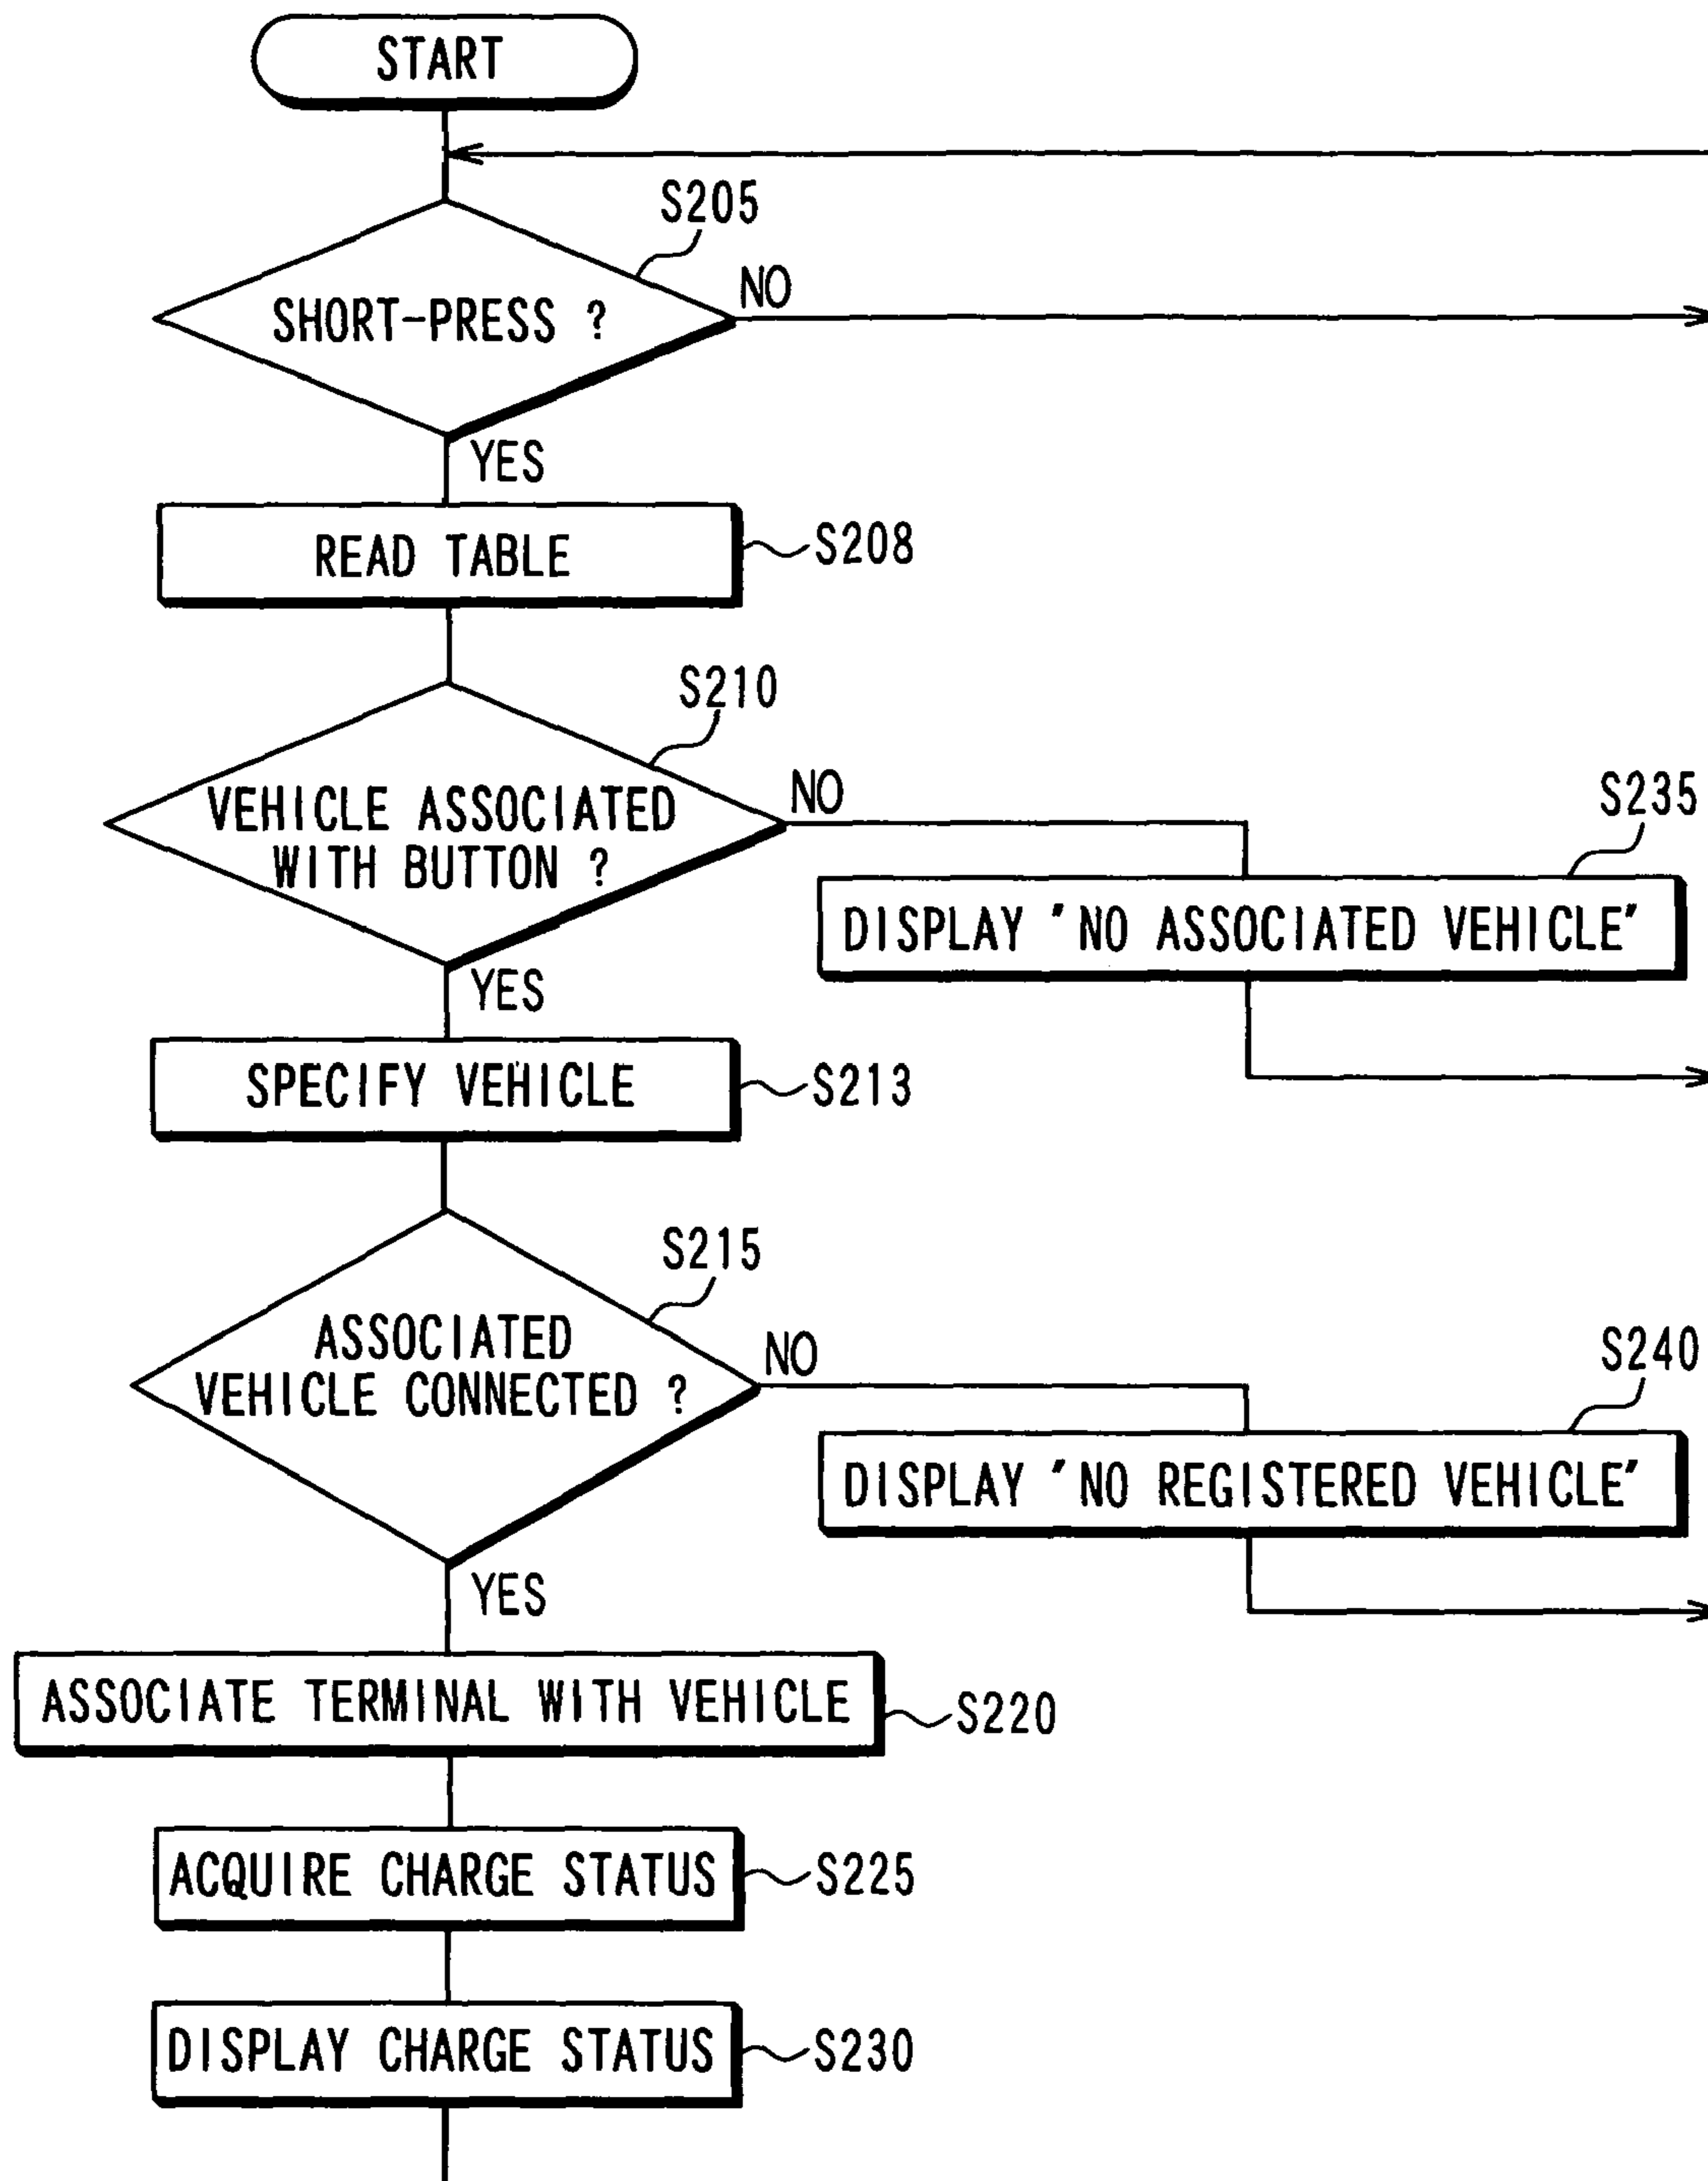 START
S205
SHORT-PRESS ?
NO
YES
READ TABLE
S208
S210
VEHICLE ASSOCIATED
WITH BUTTON ?
NO
S235
DISPLAY "NO ASSOCIATED VEHICLE"
YES
SPECIFY VEHICLE
S213
S215
ASSOCIATED
VEHICLE CONNECTED ?
NO
S240
DISPLAY "NO REGISTERED VEHICLE"
YES
ASSOCIATE TERMINAL WITH VEHICLE
S220
ACQUIRE CHARGE STATUS
S225
DISPLAY CHARGE STATUS
S230